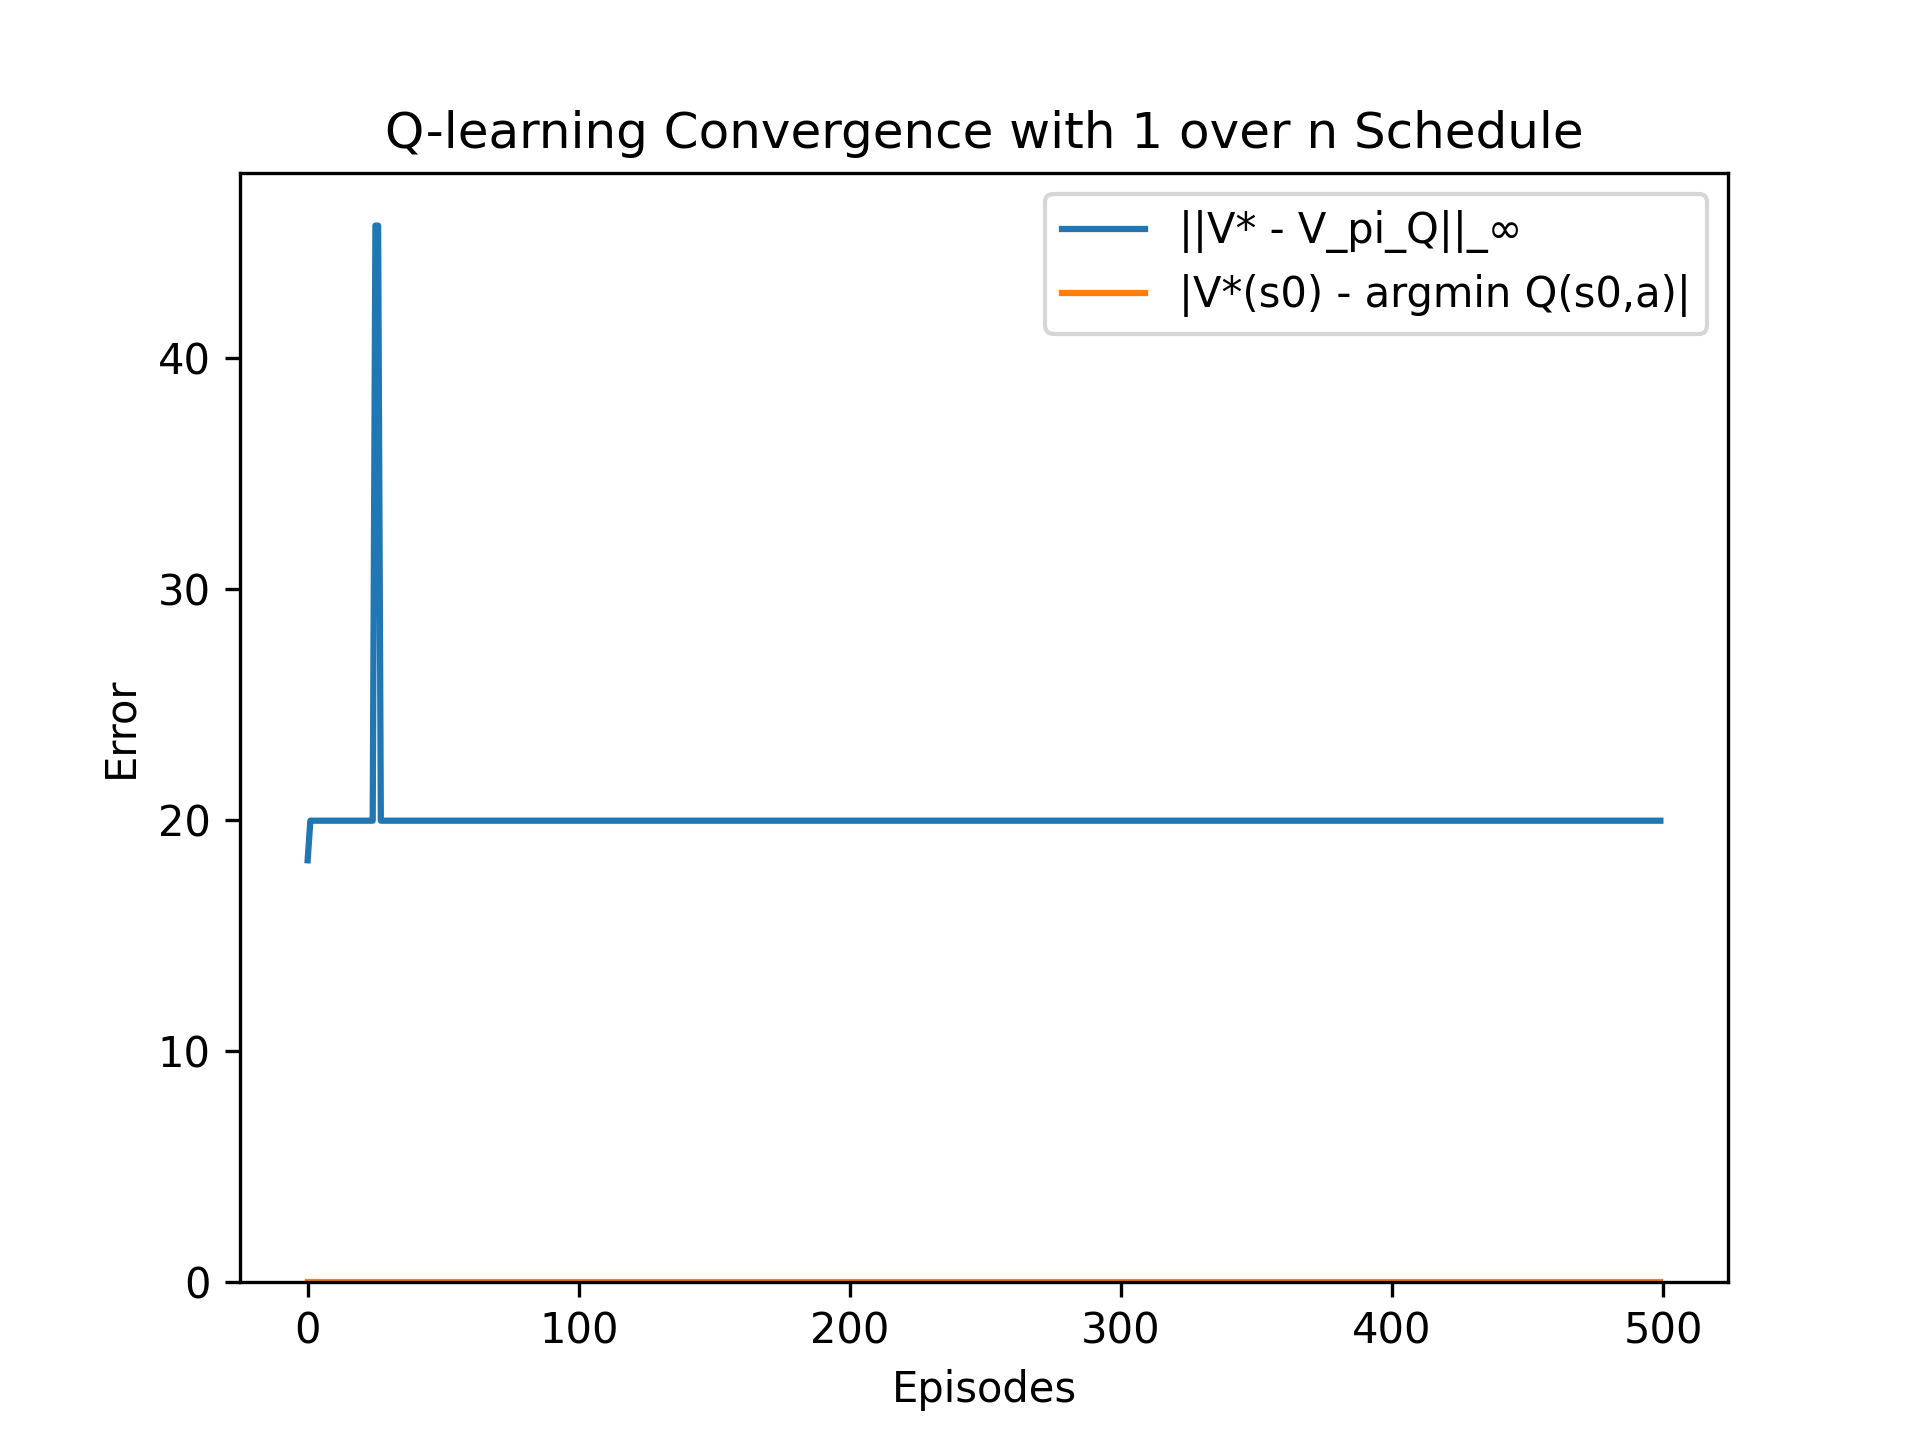 Q-learning Convergence with 1 over n Schedule
||V* - V_pi_Q||_∞
|V*(s0) - argmin Q(s0,a)|
40
30
20
10
0
Error
0 100 200 300 400 500
Episodes